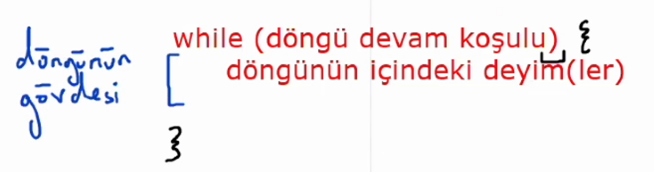 while (döngü devam koşulu) {
döngünün
döngünün içindeki deyim(ler)
gövdesi
}